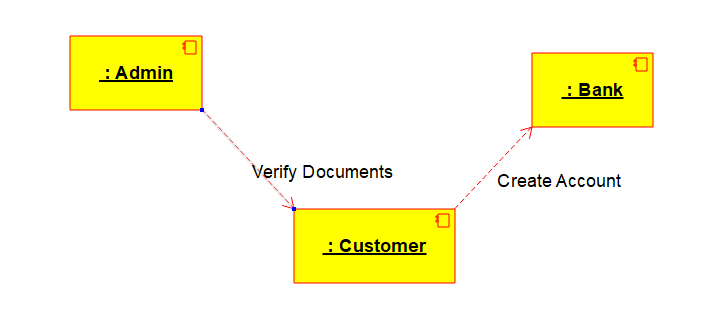 : Admin
: Bank
Verify Documents
Create Account
: Customer